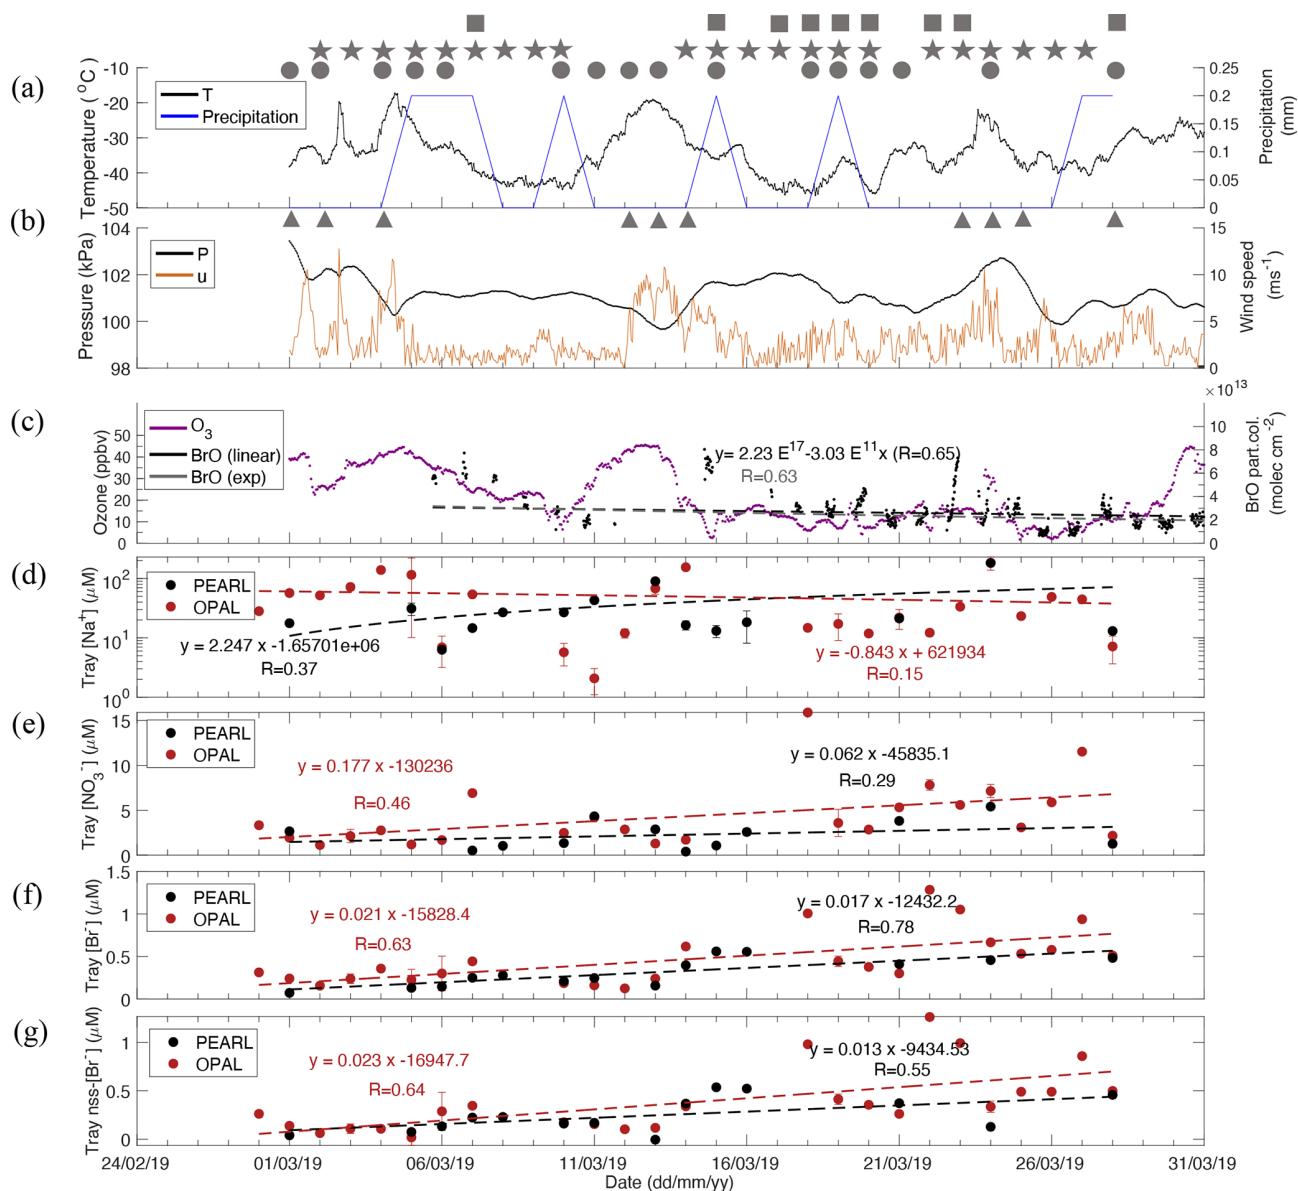 (a)
-10
-20
-30
-40
-50
Temperature (°C)
T
Precipitation
0.25
0.2
0.15
0.1
0.05
0
Precipitation
(mm)
(b)
104
102
100
98
Pressure (kPa)
P
u
15
10
5
0
Wind speed
(ms-1)
(c)
50
40
30
20
10
0
Ozone (ppbv)
O3
BrO (linear)
BrO (exp)
y= 2.23 E17-3.03 E11x (R=0.65)
R=0.63
× 1013
10
8
6
4
2
0
BrO part.col.
(molec cm-2)
(d)
102
101
100
Tray [Na+] (μM)
PEARL
OPAL
y = 2.247 x -1.65701e+06
R=0.37
y = -0.843 x + 621934
R=0.15
(e)
15
10
5
0
Tray [NO3-] (μM)
PEARL
OPAL
y = 0.177 x -130236
R=0.46
y = 0.062 x -45835.1
R=0.29
(f)
1.5
1
0.5
0
Tray [Br-] (μM)
PEARL
OPAL
y = 0.021 x -15828.4
R=0.63
y = 0.017 x -12432.2
R=0.78
(g)
1
0.5
0
Tray nss-[Br-] (μM)
PEARL
OPAL
y = 0.023 x -16947.7
R=0.64
y = 0.013 x -9434.53
R=0.55
24/02/19 01/03/19 06/03/19 11/03/19 16/03/19 21/03/19 26/03/19 31/03/19
Date (dd/mm/yy)